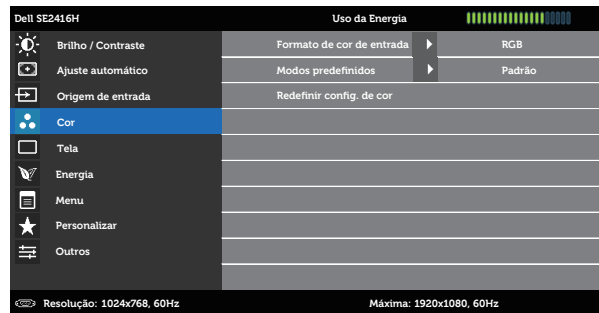 Dell SE2416H Uso da Energia
Brilho / Contraste Formato de cor de entrada RGB
Ajuste automático Modos predefinidos Padrão
Origem de entrada Redefinir config. de cor
Cor
Tela
Energia
Menu
Personalizar
Outros
Resolução: 1024x768, 60Hz Máxima: 1920x1080, 60Hz